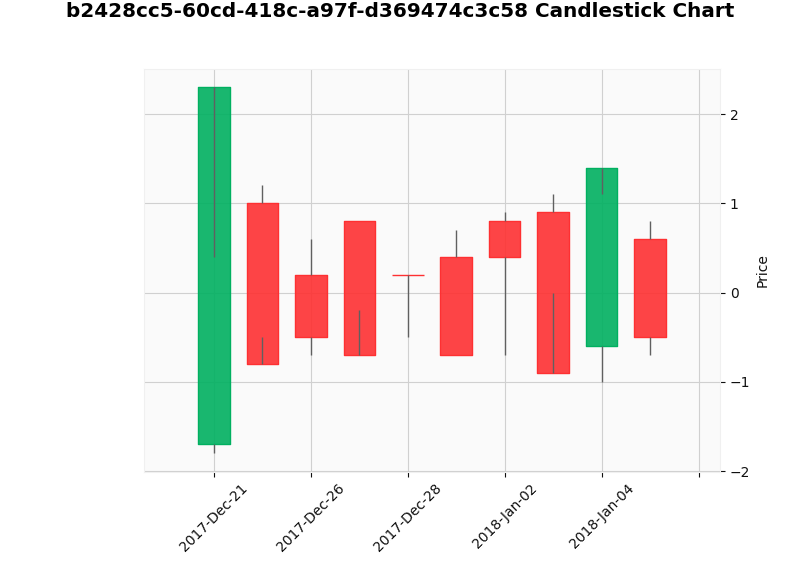 b2428cc5-60cd-418c-a97f-d369474c3c58 Candlestick Chart
2
1
0
−1
−2
Price
2017-Dec-21
2017-Dec-26
2017-Dec-28
2018-Jan-02
2018-Jan-04